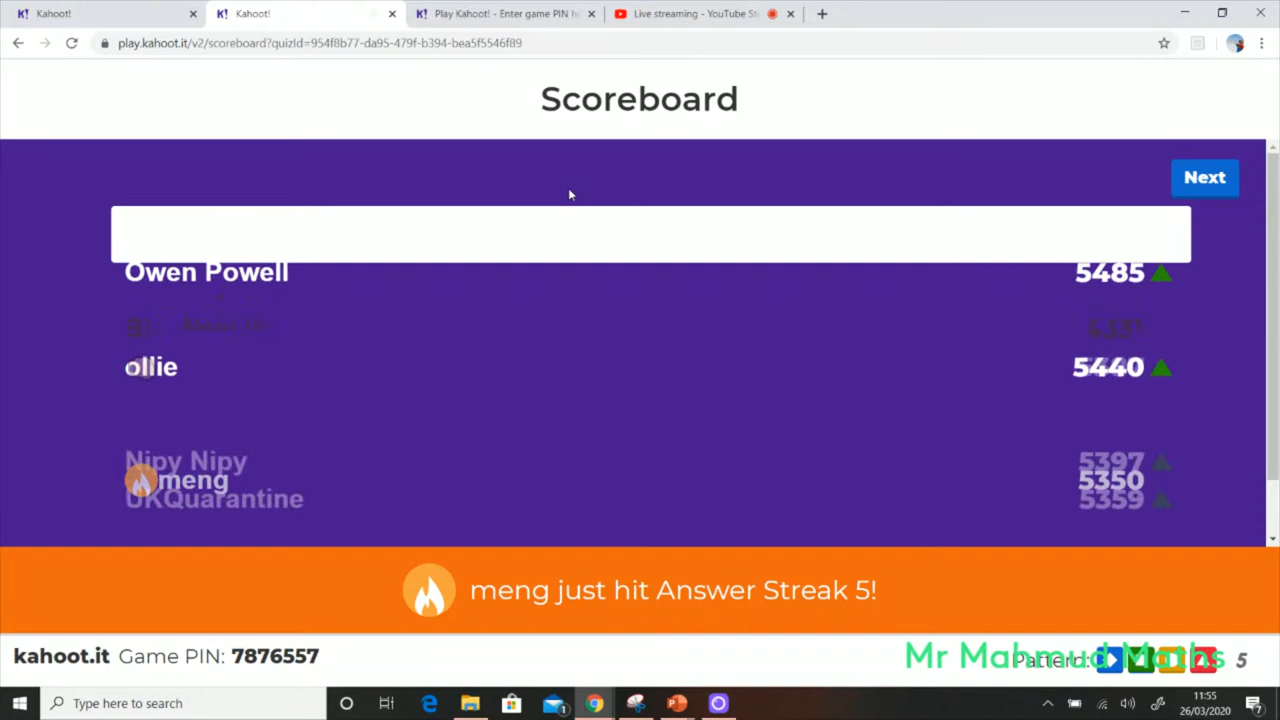 Kahoot!
Kahoot!
Play Kahoot! - Enter game PIN he
Live streaming - YouTube St
play.kahoot.it/v2/scoreboard?quizId=954f8b77-da95-479f-b394-bea5f5546f89
Scoreboard
Next
Owen Powell 5485
ollie 5440
Nipy Nipy 5397
meng 5350
UKQuarantine 5359
meng just hit Answer Streak 5!
kahoot.it Game PIN: 7876557
Mr Mahmud Maths
Pattern: 5
Type here to search
11:55
26/03/2020